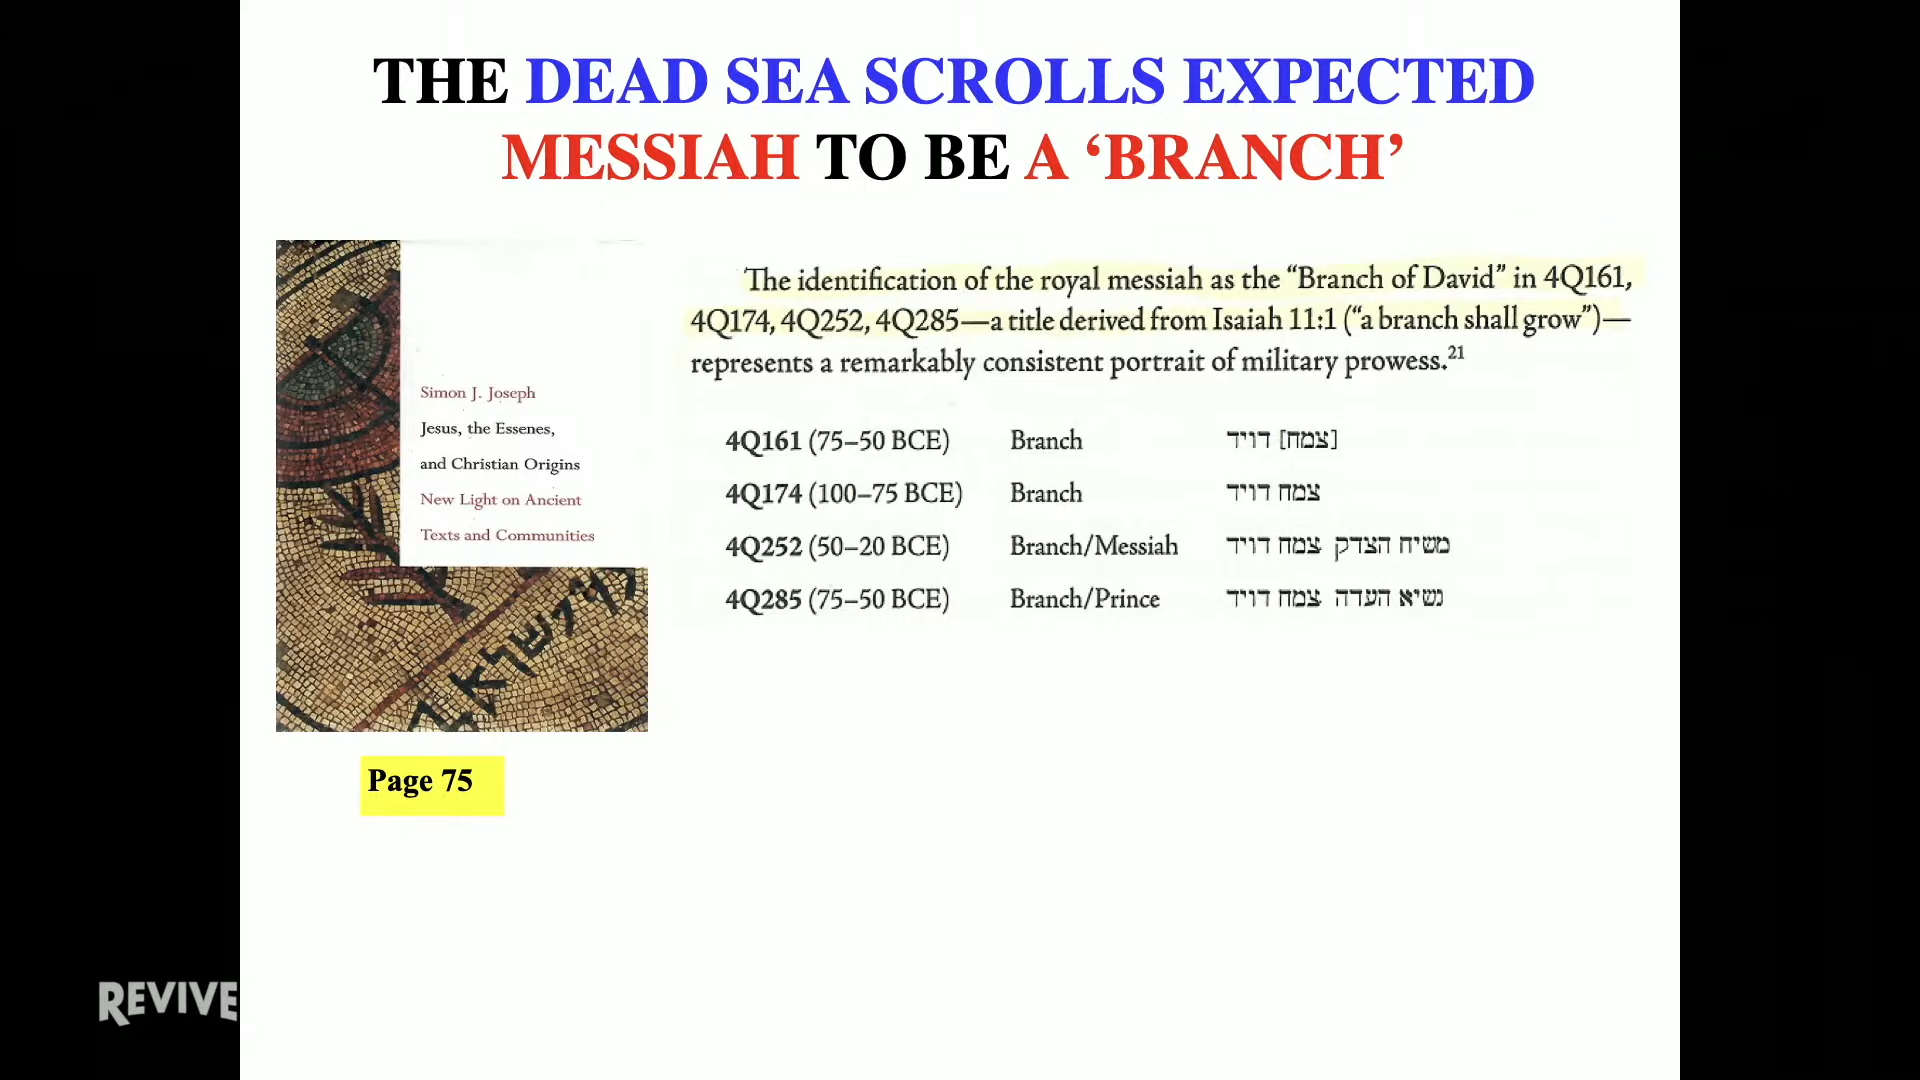 THE DEAD SEA SCROLLS EXPECTED
MESSIAH TO BE A ‘BRANCH’
Simon J. Joseph
Jesus, the Essenes,
and Christian Origins
New Light on Ancient
Texts and Communities
Page 75
The identification of the royal messiah as the “Branch of David” in 4Q161,
4Q174, 4Q252, 4Q285—a title derived from Isaiah 11:1 (“a branch shall grow”)—
represents a remarkably consistent portrait of military prowess.21
4Q161 (75–50 BCE) Branch [צמח] דויד
4Q174 (100–75 BCE) Branch צמח דויד
4Q252 (50–20 BCE) Branch/Messiah משיח הצדק צמח דויד
4Q285 (75–50 BCE) Branch/Prince נשיא העדה צמח דויד
REVIVE